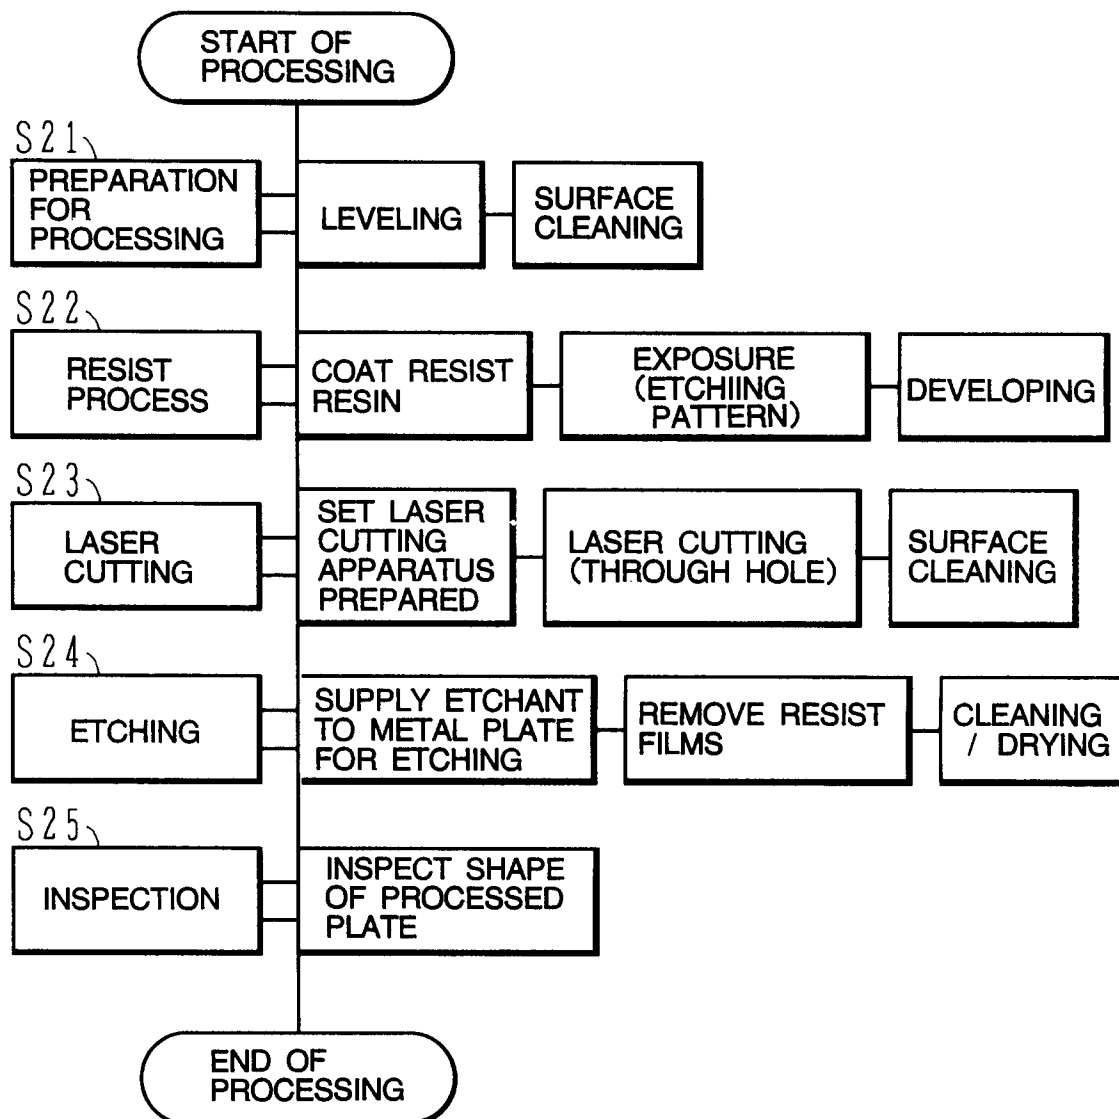 START OF
PROCESSING
S21
PREPARATION
FOR
PROCESSING
LEVELING
SURFACE
CLEANING
S22
RESIST
PROCESS
COAT RESIST
RESIN
EXPOSURE
(ETCHIING
PATTERN)
DEVELOPING
S23
LASER
CUTTING
SET LASER
CUTTING
APPARATUS
PREPARED
LASER CUTTING
(THROUGH HOLE)
SURFACE
CLEANING
S24
ETCHING
SUPPLY ETCHANT
TO METAL PLATE
FOR ETCHING
REMOVE RESIST
FILMS
CLEANING
/ DRYING
S25
INSPECTION
INSPECT SHAPE
OF PROCESSED
PLATE
END OF
PROCESSING